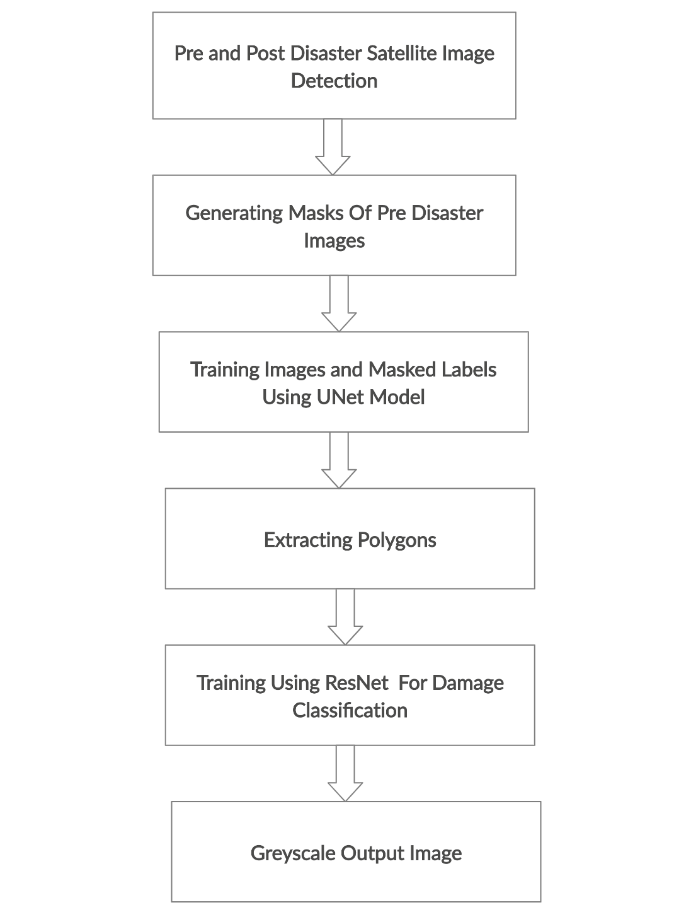 Pre and Post Disaster Satellite Image
Detection
Generating Masks Of Pre Disaster
Images
Training Images and Masked Labels
Using UNet Model
Extracting Polygons
Training Using ResNet For Damage
Classification
Greyscale Output Image